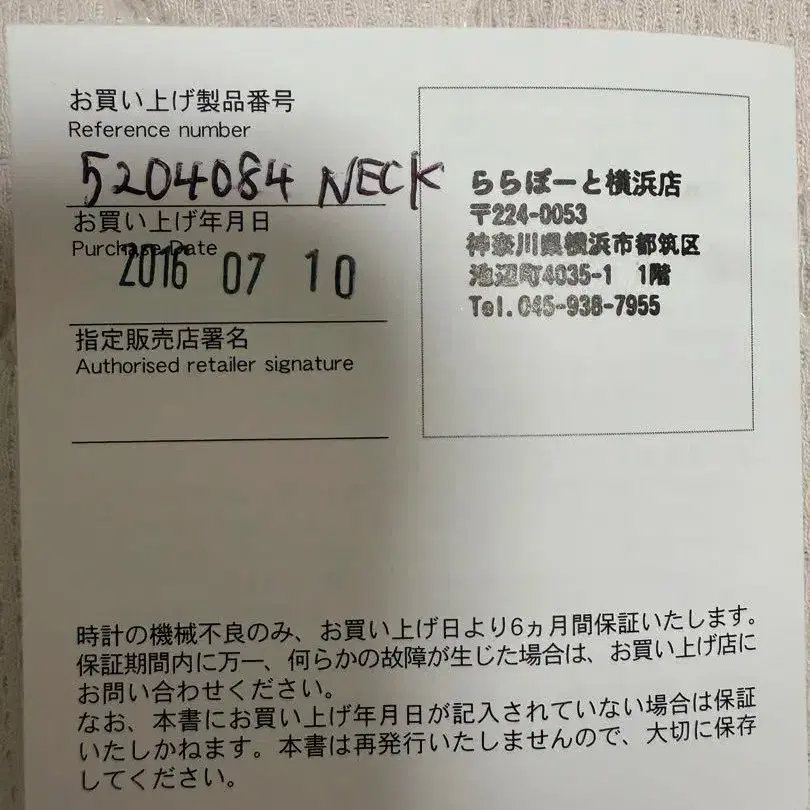 お買い上げ製品番号
Reference number
5204084 NECK
お買い上げ年月日
Purchase Date
2016 07 10
指定販売店署名
Authorised retailer signature
ららぽーと横浜店
〒224-0053
神奈川県横浜市都筑区
池辺町4035-1 1階
Tel.045-938-7955
時計の機械不良のみ、お買い上げ日より6ヵ月間保証いたします。
保証期間内に万一、何らかの故障が生じた場合は、お買い上げ店に
お問い合わせください。
なお、本書にお買い上げ年月日が記入されていない場合は保証
いたしかねます。本書は再発行いたしませんので、大切に保存
してください。